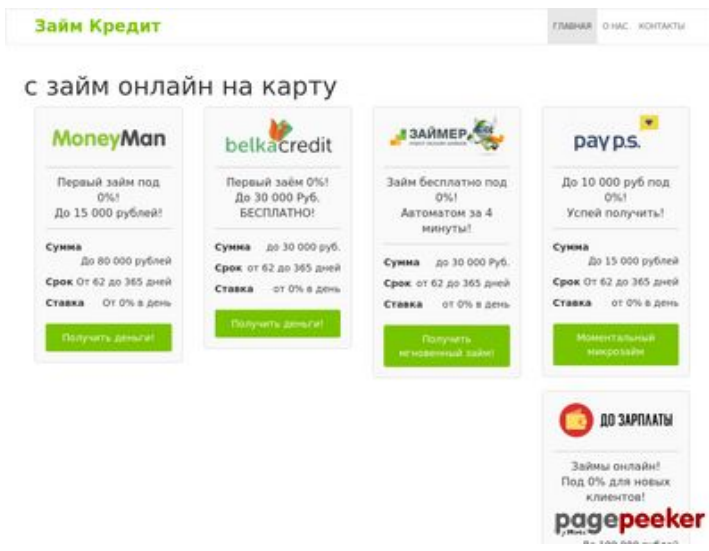 Займ Кредит
ГЛАВНАЯ О НАС КОНТАКТЫ
с займ онлайн на карту
MoneyMan
Первый займ под
0%!
До 15 000 рублей!
Сумма
До 80 000 рублей
Срок От 62 до 365 дней
Ставка От 0% в день
Получить деньги!
belkacredit
Первый заём 0%!
До 30 000 Руб.
БЕСПЛАТНО!
Сумма до 30 000 руб.
Срок от 62 до 365 дней
Ставка от 0% в день
Получить деньги!
ЗАЙМЕР
Займ бесплатно под
0%!
Автоматом за 4
минуты!
Сумма до 30 000 Руб.
Срок от 62 до 365 дней
Ставка от 0% в день
Получить
мгновенный займ!
pay p.s.
До 10 000 руб под
0%!
Успей получить!
Сумма
До 15 000 рублей
Срок От 62 до 365 дней
Ставка от 0% в день
Моментальный
микрозайм
ДО ЗАРПЛАТЫ
Займы онлайн!
Под 0% для новых
клиентов!
pagepeeker